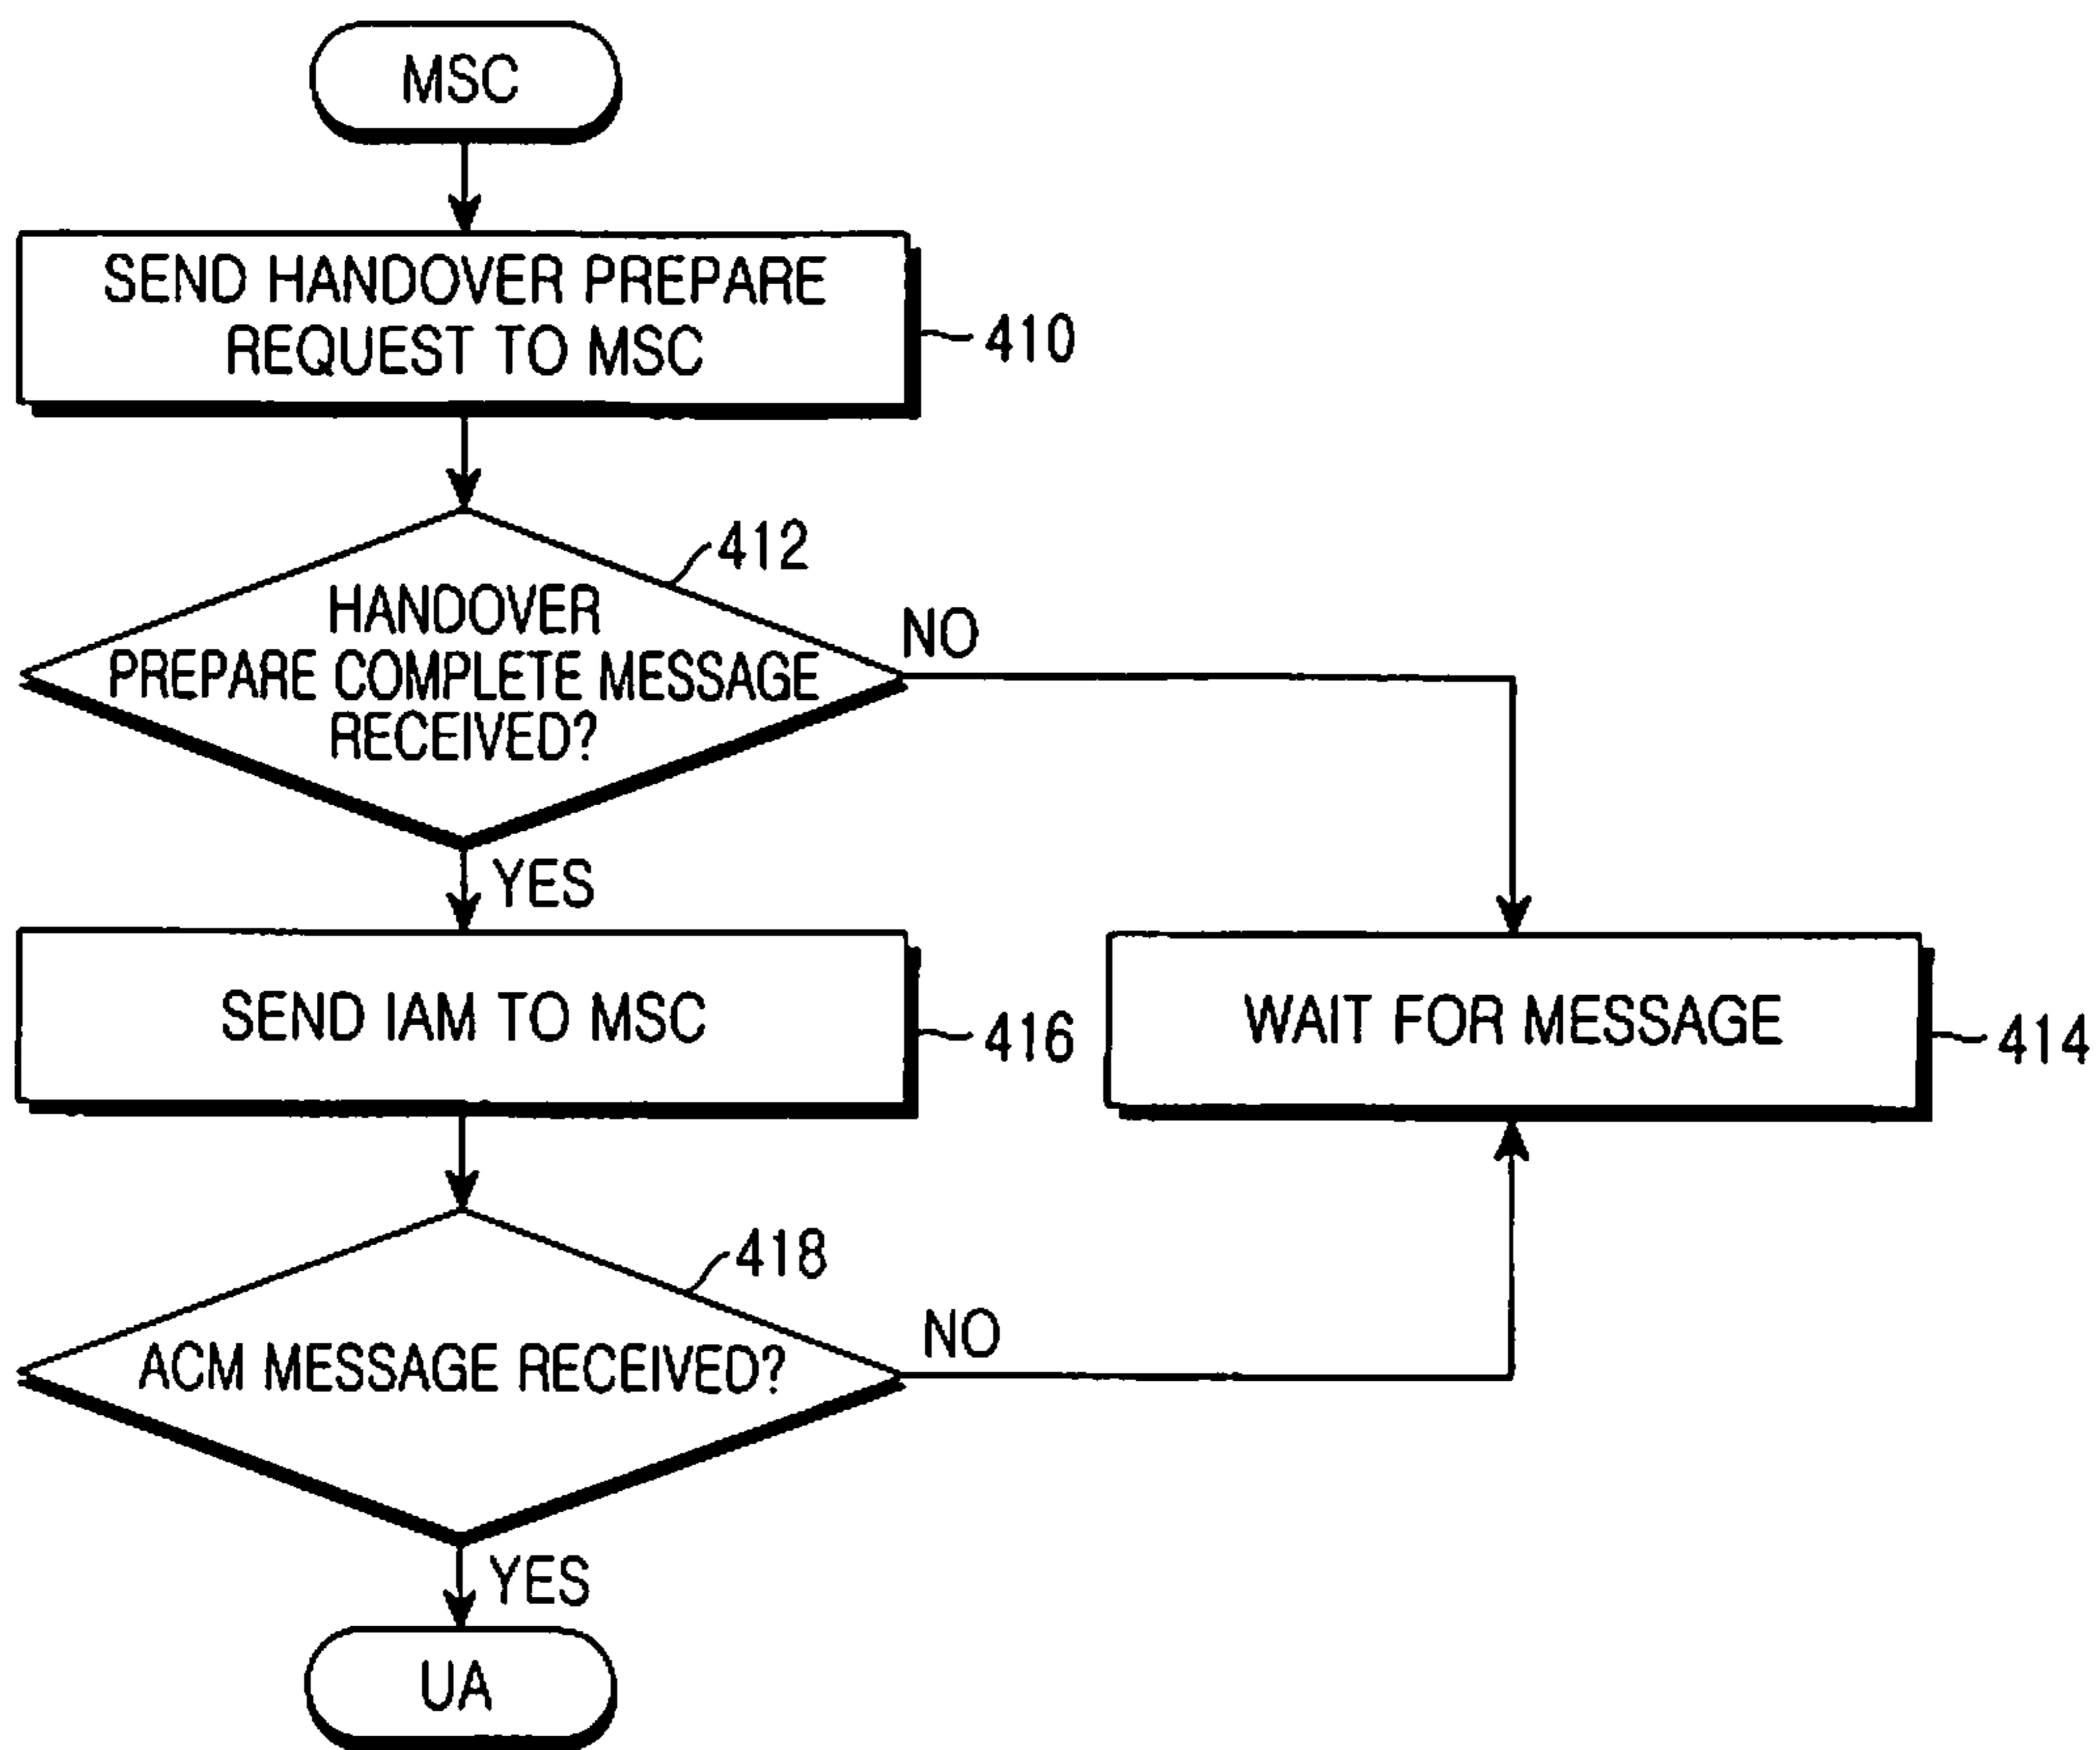 MSC
SEND HANDOVER PREPARE
REQUEST TO MSC
410
412
HANDOVER
PREPARE COMPLETE MESSAGE
RECEIVED?
NO
YES
SEND IAM TO MSC
416
WAIT FOR MESSAGE
414
418
ACM MESSAGE RECEIVED?
NO
YES
UA